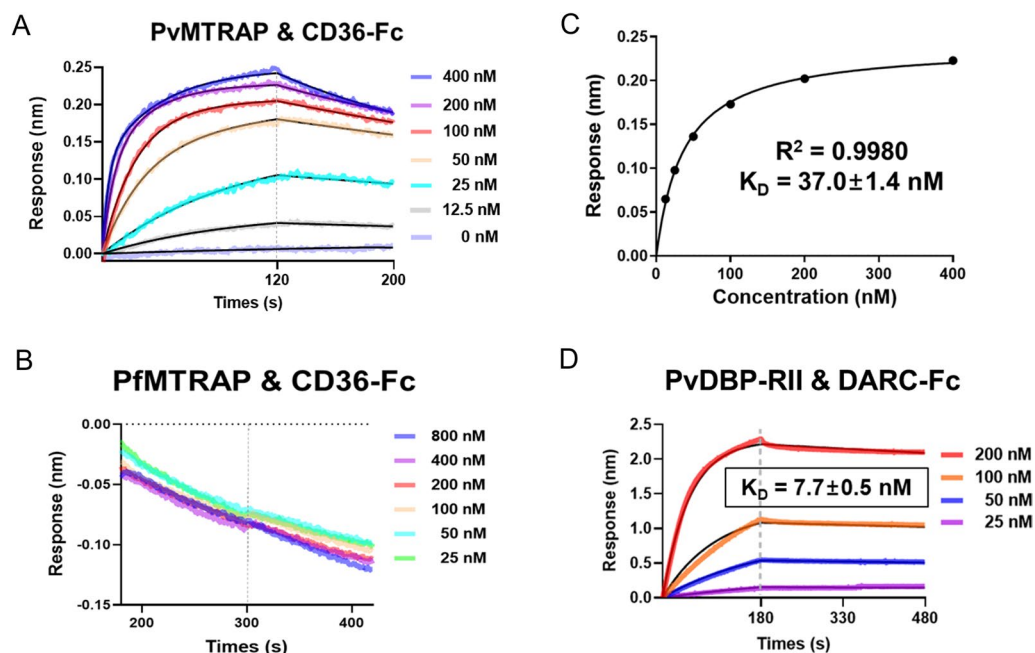 A
PvMTRAP & CD36-Fc
Response (nm)
0.25
0.20
0.15
0.10
0.05
0.00
120
200
Times (s)
400 nM
200 nM
100 nM
50 nM
25 nM
12.5 nM
0 nM
C
Response (nm)
0.25
0.20
0.15
0.10
0.05
0.00
0
100
200
300
400
Concentration (nM)
R² = 0.9980
K_D = 37.0±1.4 nM
B
PfMTRAP & CD36-Fc
Response (nm)
0.00
-0.05
-0.10
-0.15
200
300
400
Times (s)
800 nM
400 nM
200 nM
100 nM
50 nM
25 nM
D
PvDBP-RII & DARC-Fc
Response (nm)
2.5
2.0
1.5
1.0
0.5
0.0
180
330
480
Times (s)
K_D = 7.7±0.5 nM
200 nM
100 nM
50 nM
25 nM